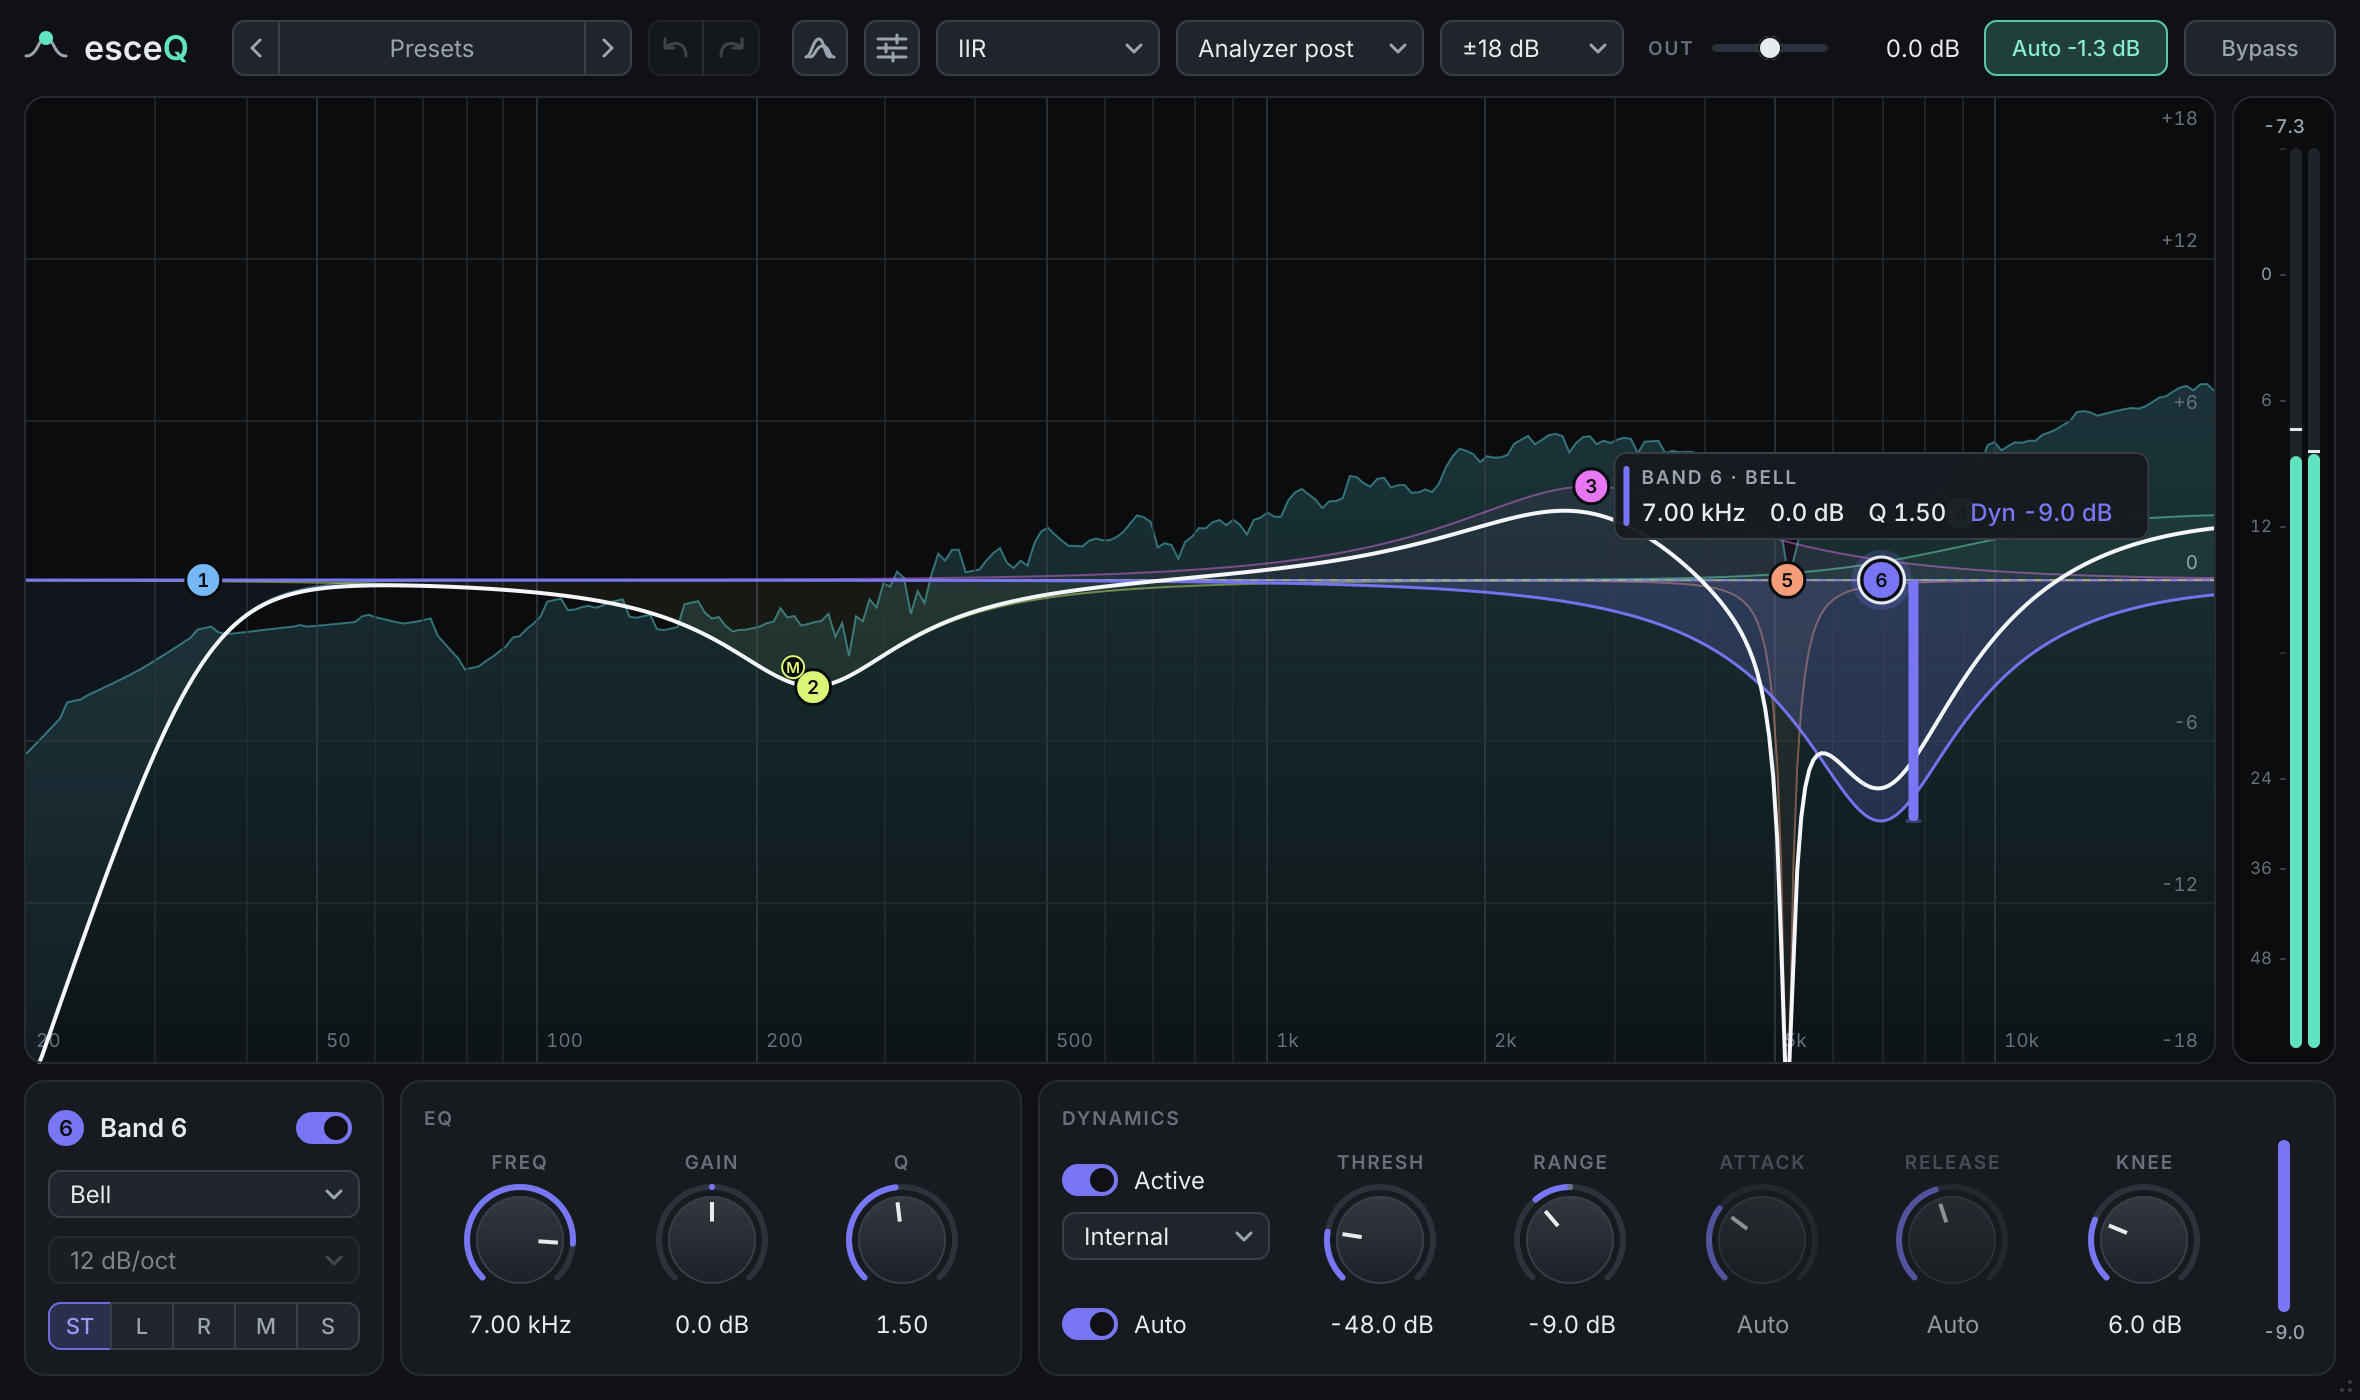 esceQ
Presets
IIR
Analyzer post
±18 dB
OUT
0.0 dB
Auto -1.3 dB
Bypass
+18
+12
+6
0
-6
-12
-18
20
50
100
200
500
1k
2k
5k
10k
1
M
2
3
5
6
BAND 6 · BELL
7.00 kHz 0.0 dB Q 1.50 Dyn -9.0 dB
-7.3
0
6
12
24
36
48
6 Band 6
Bell
12 dB/oct
ST L R M S
EQ
FREQ GAIN Q
7.00 kHz 0.0 dB 1.50
DYNAMICS
Active
Internal
Auto
THRESH RANGE ATTACK RELEASE KNEE
-48.0 dB -9.0 dB Auto Auto 6.0 dB
-9.0